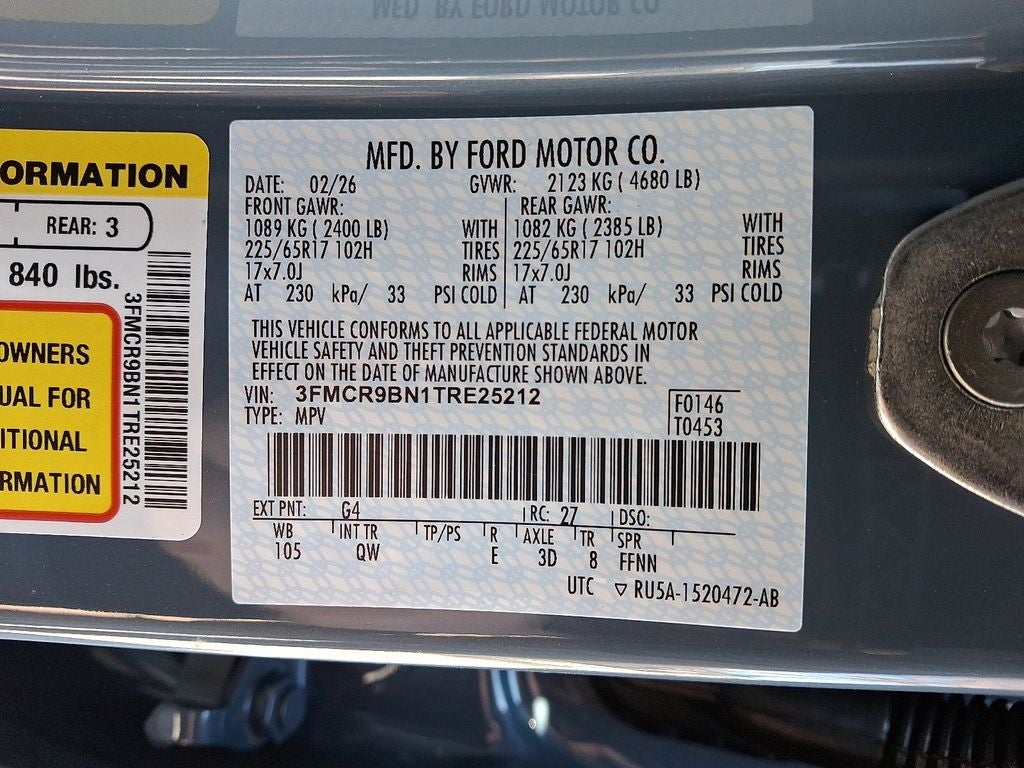 ORMATION
REAR: 3
840 lbs.
OWNERS
UAL FOR
ITIONAL
RMATION
3FMCR9BN1TRE25212
MFD. BY FORD MOTOR CO.
DATE: 02/26 GVWR: 2123 KG ( 4680 LB)
FRONT GAWR: REAR GAWR:
1089 KG ( 2400 LB) WITH 1082 KG ( 2385 LB) WITH
225/65R17 102H TIRES 225/65R17 102H TIRES
17x7.0J RIMS 17x7.0J RIMS
AT 230 kPa/ 33 PSI COLD AT 230 kPa/ 33 PSI COLD
THIS VEHICLE CONFORMS TO ALL APPLICABLE FEDERAL MOTOR
VEHICLE SAFETY AND THEFT PREVENTION STANDARDS IN
EFFECT ON THE DATE OF MANUFACTURE SHOWN ABOVE.
VIN: 3FMCR9BN1TRE25212 F0146
TYPE: MPV T0453
EXT PNT: G4 RC: 27 DSO:
WB INT TR TP/PS R AXLE TR SPR
105 QW E 3D 8 FFNN
UTC ▽ RU5A-1520472-AB